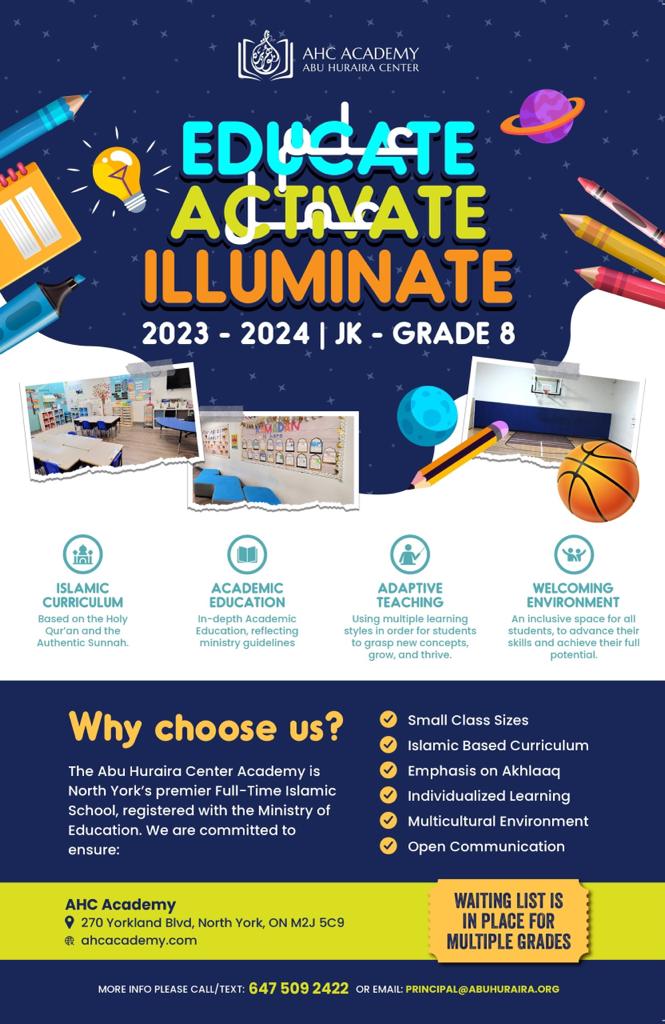 AHC ACADEMY
ABU HURAIRA CENTER
EDUCATE
ACTIVATE
ILLUMINATE
2023 - 2024 | JK - GRADE 8
ISLAMIC
CURRICULUM
Based on the Holy
Qur'an and the
Authentic Sunnah.
ACADEMIC
EDUCATION
In-depth Academic
Education, reflecting
ministry guidelines
ADAPTIVE
TEACHING
Using multiple learning
styles in order for students
to grasp new concepts,
grow, and thrive.
WELCOMING
ENVIRONMENT
An inclusive space for all
students, to advance their
skills and achieve their full
potential.
Why choose us?
The Abu Huraira Center Academy is
North York's premier Full-Time Islamic
School, registered with the Ministry of
Education. We are committed to
ensure:
Small Class Sizes
Islamic Based Curriculum
Emphasis on Akhlaaq
Individualized Learning
Multicultural Environment
Open Communication
AHC Academy
270 Yorkland Blvd, North York, ON M2J 5C9
ahcacademy.com
WAITING LIST IS
IN PLACE FOR
MULTIPLE GRADES
MORE INFO PLEASE CALL/TEXT: 647 509 2422 OR EMAIL: PRINCIPAL@ABUHURAIRA.ORG